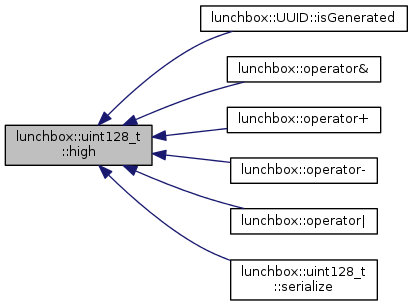 lunchbox::UUID::isGenerated
lunchbox::operator&
lunchbox::operator+
lunchbox::uint128_t
::high
lunchbox::operator-
lunchbox::operator|
lunchbox::uint128_t
::serialize